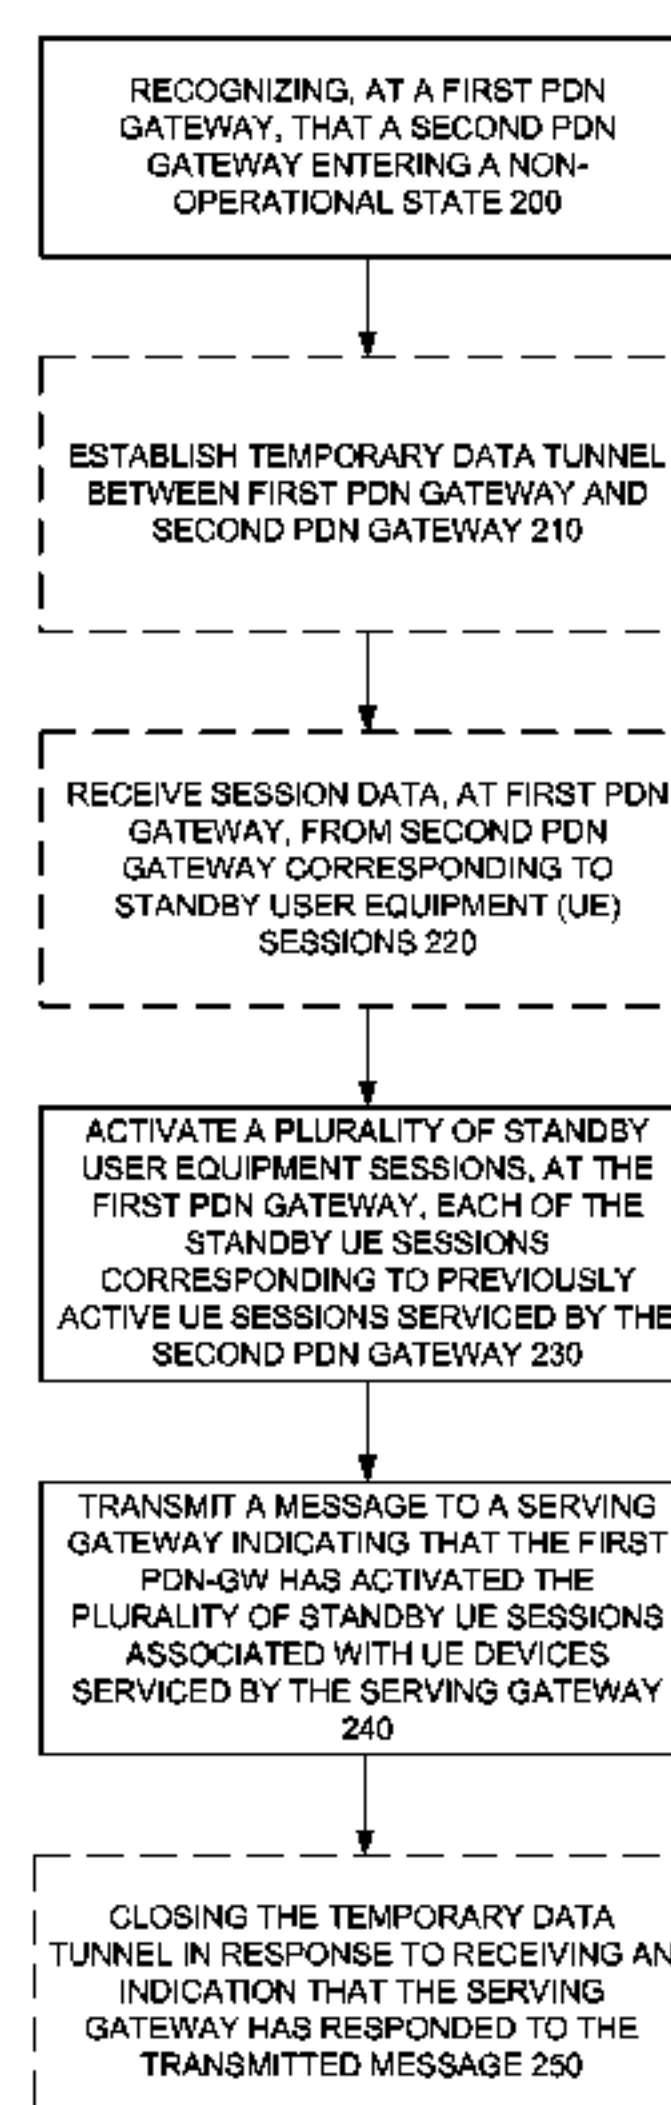 RECOGNIZING, AT A FIRST PDN
GATEWAY, THAT A SECOND PDN
GATEWAY ENTERING A NON-
OPERATIONAL STATE 200
ESTABLISH TEMPORARY DATA TUNNEL
BETWEEN FIRST PDN GATEWAY AND
SECOND PDN GATEWAY 210
RECEIVE SESSION DATA, AT FIRST PDN
GATEWAY, FROM SECOND PDN
GATEWAY CORRESPONDING TO
STANDBY USER EQUIPMENT (UE)
SESSIONS 220
ACTIVATE A PLURALITY OF STANDBY
USER EQUIPMENT SESSIONS, AT THE
FIRST PDN GATEWAY, EACH OF THE
STANDBY UE SESSIONS
CORRESPONDING TO PREVIOUSLY
ACTIVE UE SESSIONS SERVICED BY THE
SECOND PDN GATEWAY 230
TRANSMIT A MESSAGE TO A SERVING
GATEWAY INDICATING THAT THE FIRST
PDN-GW HAS ACTIVATED THE
PLURALITY OF STANDBY UE SESSIONS
ASSOCIATED WITH UE DEVICES
SERVICED BY THE SERVING GATEWAY
240
CLOSING THE TEMPORARY DATA
TUNNEL IN RESPONSE TO RECEIVING AN
INDICATION THAT THE SERVING
GATEWAY HAS RESPONDED TO THE
TRANSMITTED MESSAGE 250